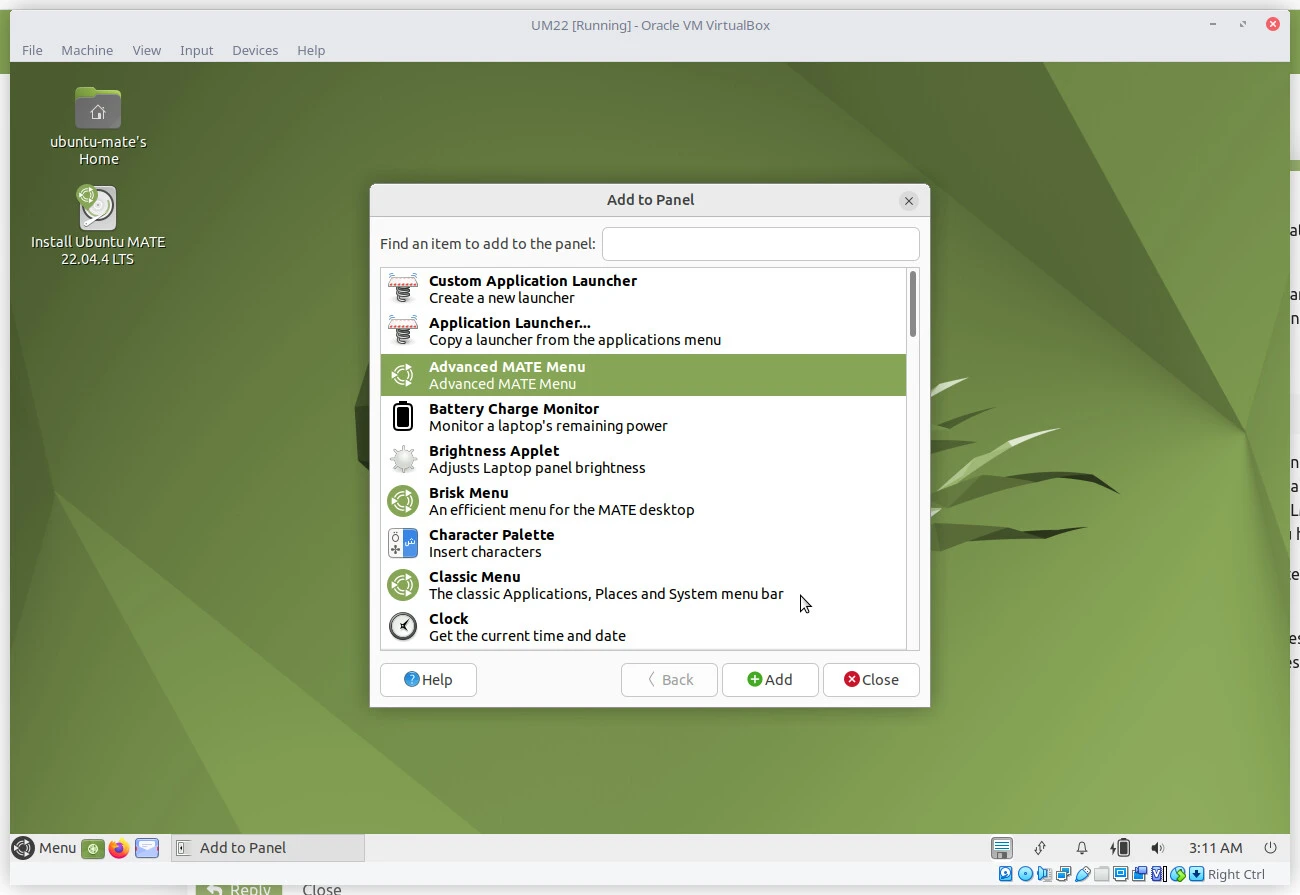 UM22 [Running] - Oracle VM VirtualBox
File Machine View Input Devices Help
ubuntu-mate's
Home
Install Ubuntu MATE
22.04.4 LTS
Add to Panel
Find an item to add to the panel:
Custom Application Launcher
Create a new launcher
Application Launcher...
Copy a launcher from the applications menu
Advanced MATE Menu
Advanced MATE Menu
Battery Charge Monitor
Monitor a laptop's remaining power
Brightness Applet
Adjusts Laptop panel brightness
Brisk Menu
An efficient menu for the MATE desktop
Character Palette
Insert characters
Classic Menu
The classic Applications, Places and System menu bar
Clock
Get the current time and date
Help Back Add Close
Menu Add to Panel 3:11 AM
Right Ctrl
Reply Close